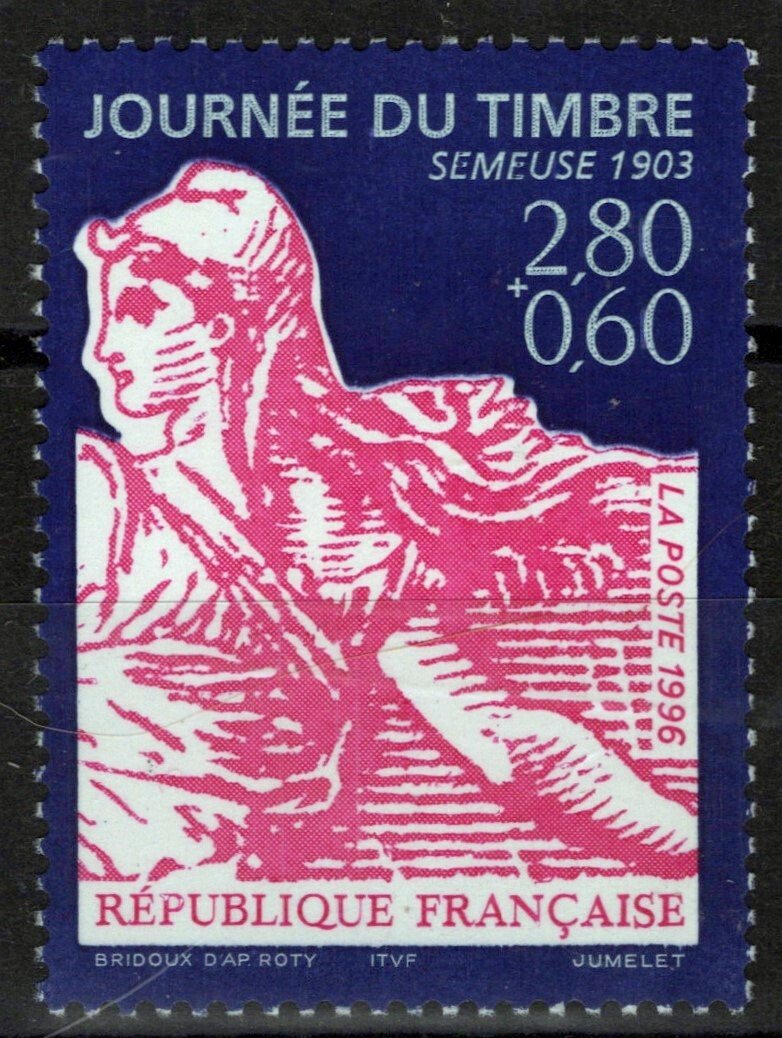 JOURNÉE DU TIMBRE
SEMEUSE 1903
2,80
+0,60
LA POSTE 1996
RÉPUBLIQUE FRANÇAISE
BRIDOUX D'AP. ROTY ITVF JUMELET